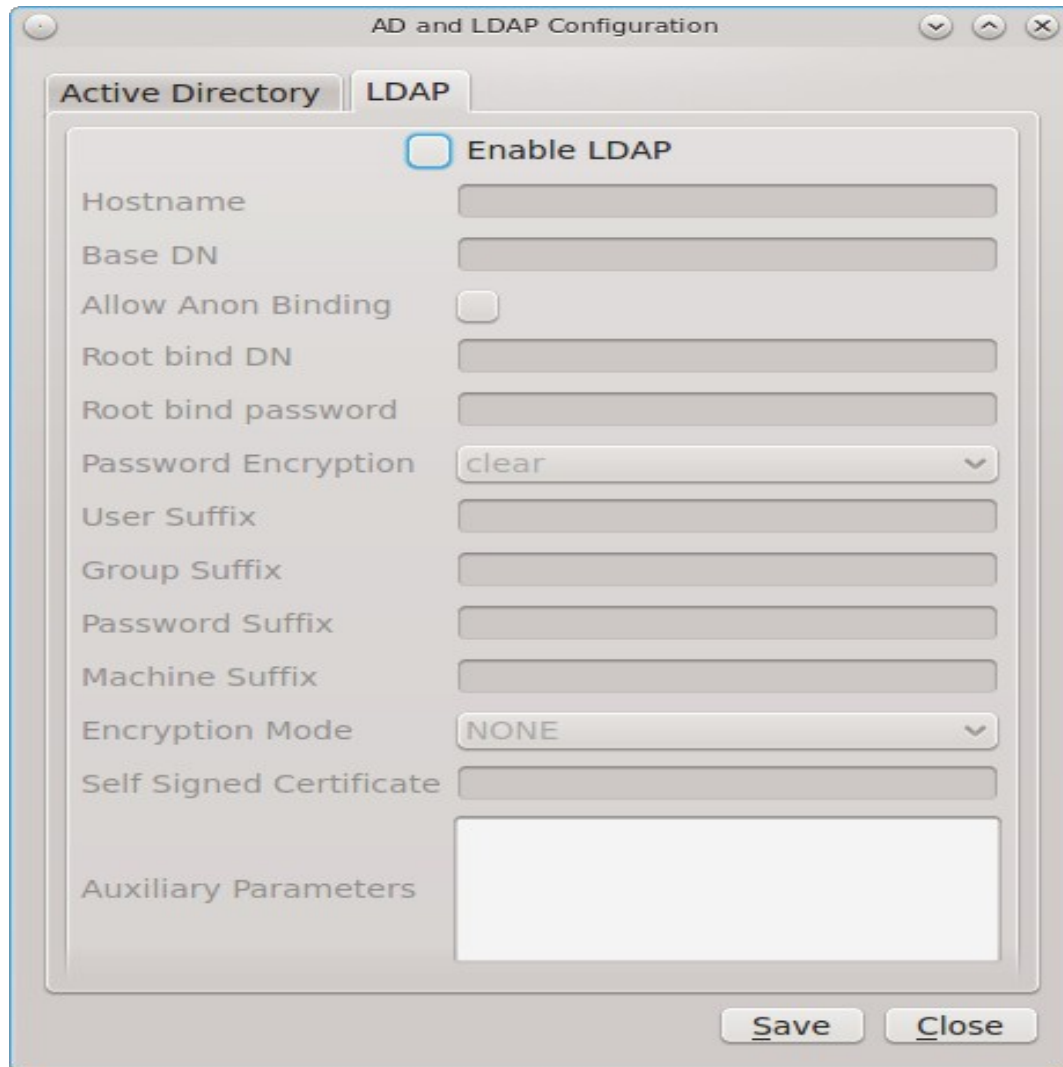 AD and LDAP Configuration
Active Directory LDAP
Enable LDAP
Hostname
Base DN
Allow Anon Binding
Root bind DN
Root bind password
Password Encryption clear
User Suffix
Group Suffix
Password Suffix
Machine Suffix
Encryption Mode NONE
Self Signed Certificate
Auxiliary Parameters
Save Close